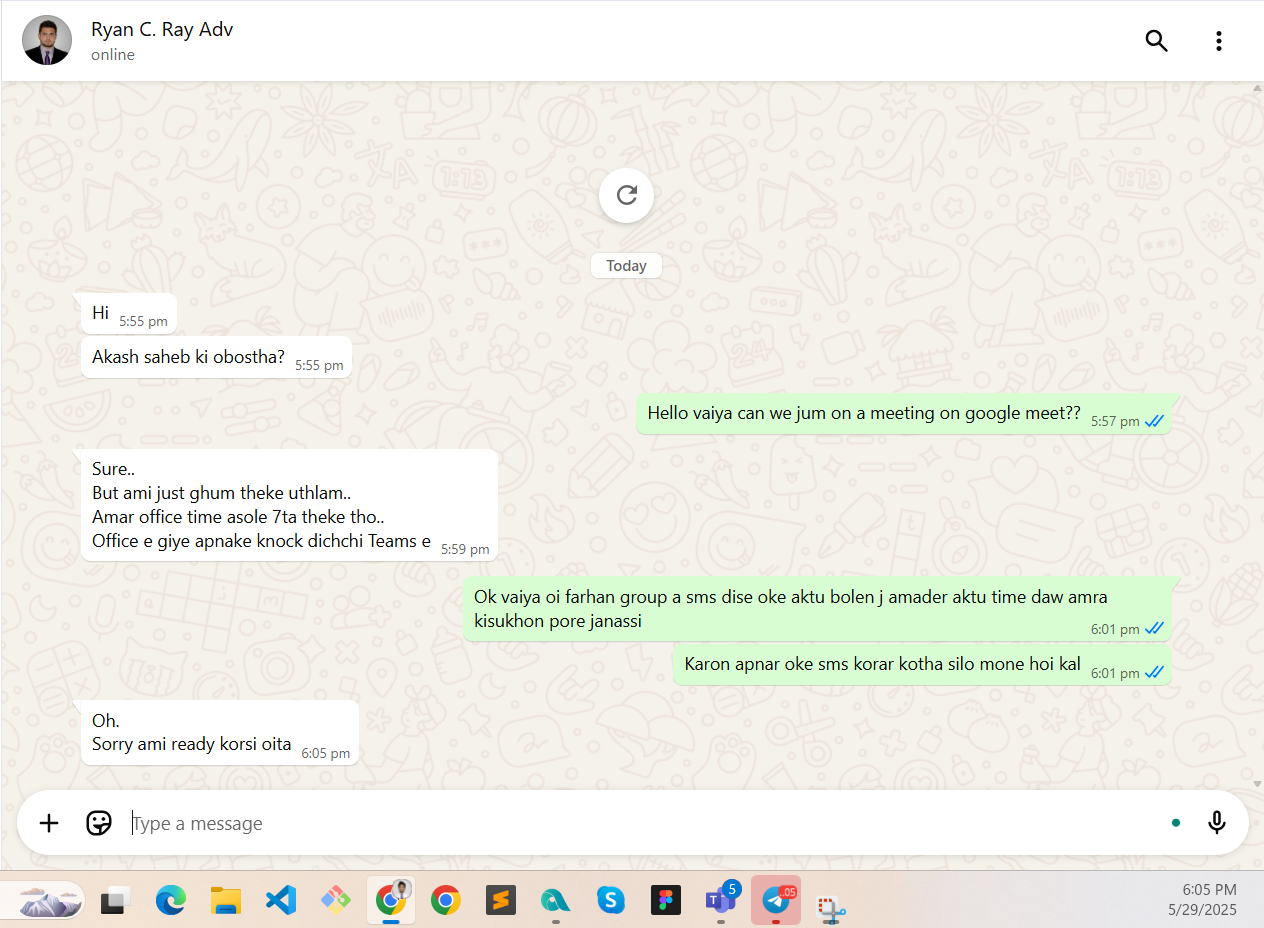 Ryan C. Ray Adv
online
Today
Hi 5:55 pm
Akash saheb ki obostha? 5:55 pm
Hello vaiya can we jum on a meeting on google meet?? 5:57 pm
Sure..
But ami just ghum theke uthlam..
Amar office time asole 7ta theke tho..
Office e giye apnake knock dichchi Teams e 5:59 pm
Ok vaiya oi farhan group a sms dise oke aktu bolen j amader aktu time daw amra
kisukhon pore janassi 6:01 pm
Karon apnar oke sms korar kotha silo mone hoi kal 6:01 pm
Oh.
Sorry ami ready korsi oita 6:05 pm
Type a message
5
.05
6:05 PM
5/29/2025